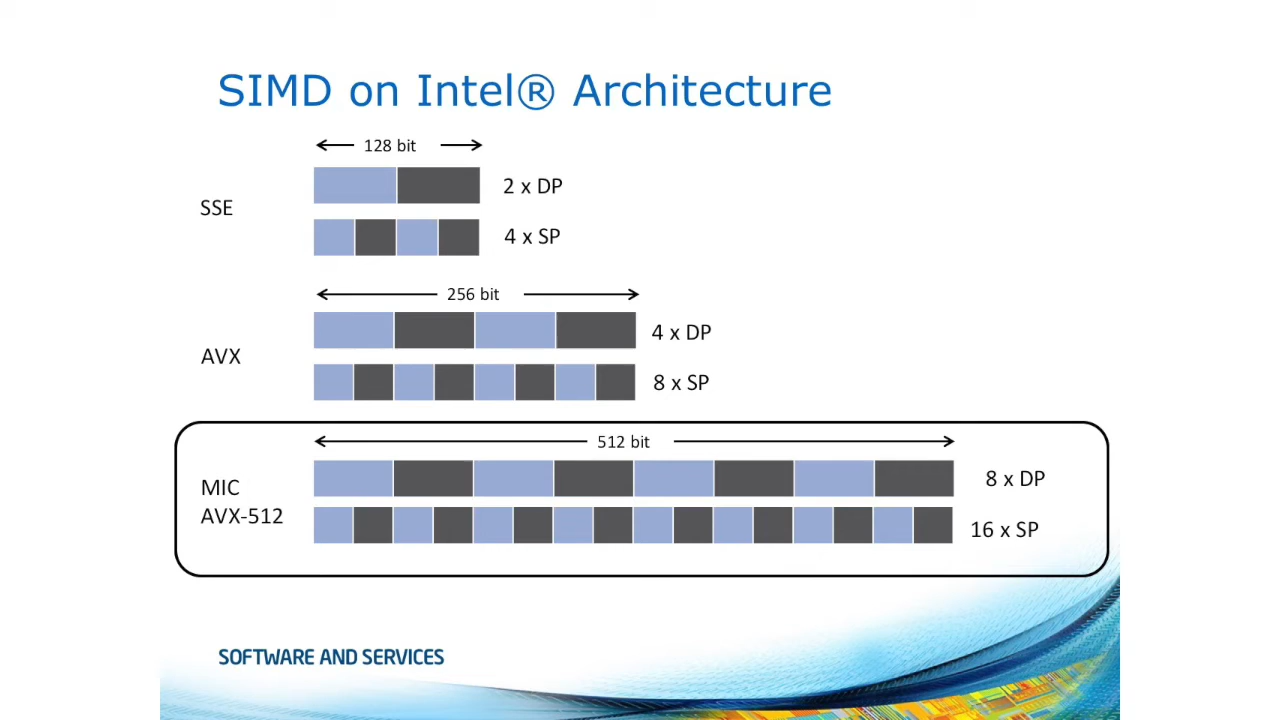 SIMD on Intel® Architecture
128 bit
2 x DP
SSE
4 x SP
256 bit
4 x DP
AVX
8 x SP
512 bit
8 x DP
MIC
AVX-512
16 x SP
SOFTWARE AND SERVICES